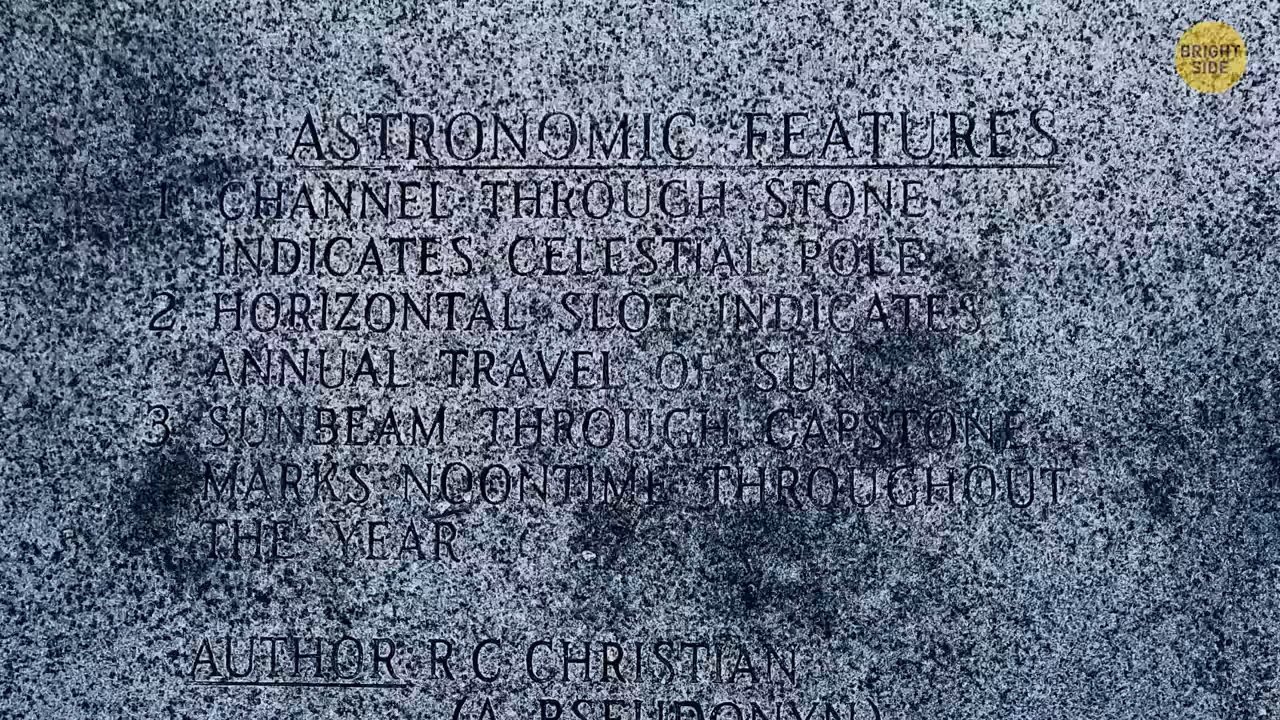 BRIGHT
SIDE
ASTRONOMIC FEATURES
1. CHANNEL THROUGH STONE
INDICATES CELESTIAL POLE
2. HORIZONTAL SLOT INDICATES
ANNUAL TRAVEL OF SUN
3. SUNBEAM THROUGH CAPSTONE
MARKS NOONTIME THROUGHOUT
THE YEAR
AUTHOR R C CHRISTIAN
(A PSEUDONYN)